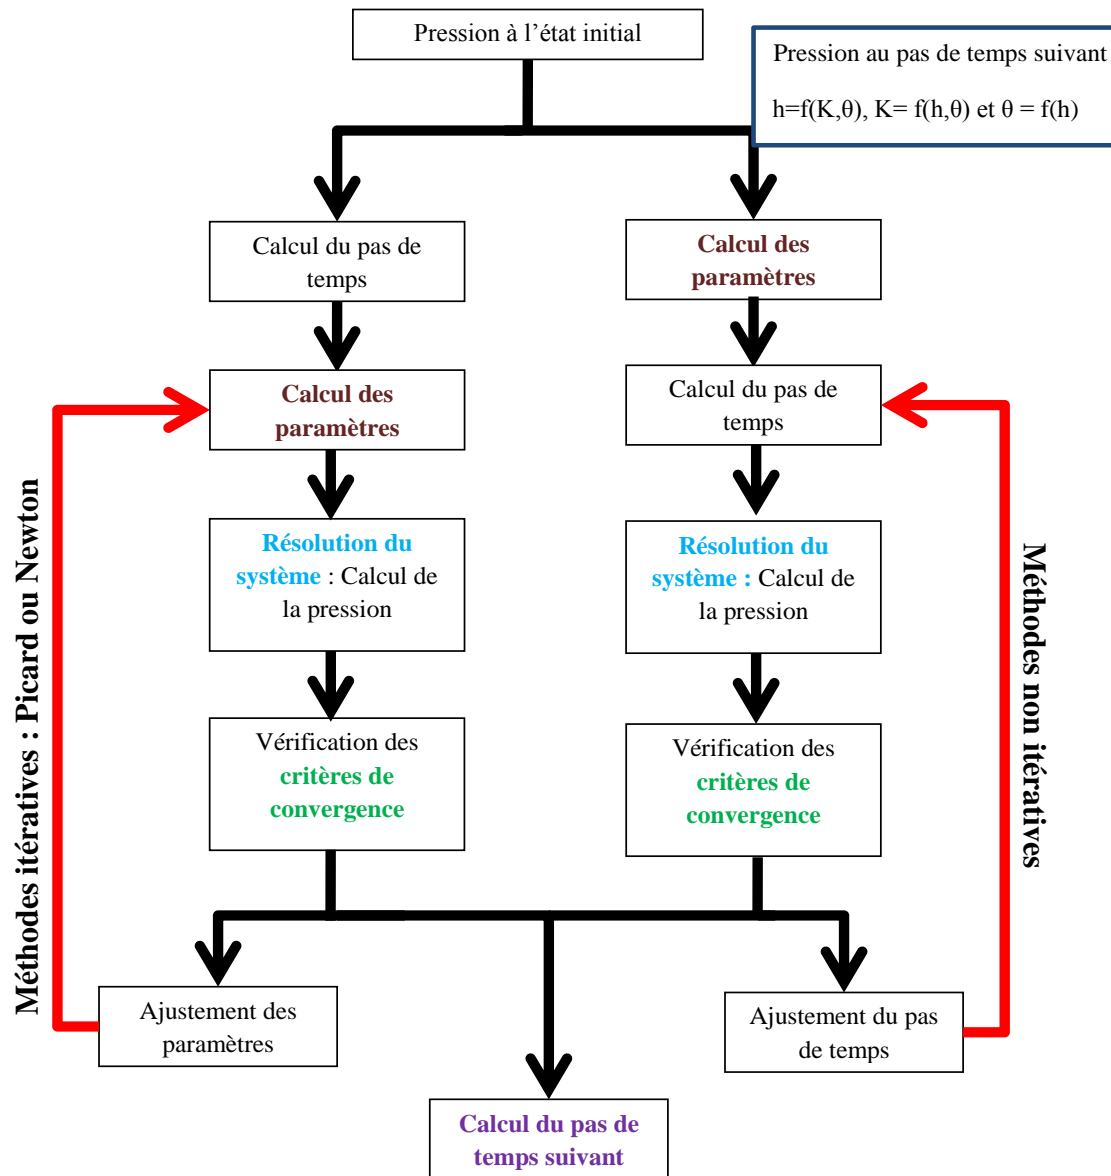 Pression à l’état initial
Pression au pas de temps suivant
h=f(K,θ), K= f(h,θ) et θ = f(h)
Calcul du pas de
temps
Calcul des
paramètres
Calcul des
paramètres
Calcul du pas de
temps
Résolution du
système : Calcul de
la pression
Résolution du
système : Calcul de
la pression
Vérification des
critères de
convergence
Vérification des
critères de
convergence
Méthodes itératives : Picard ou Newton
Méthodes non itératives
Ajustement des
paramètres
Ajustement du pas
de temps
Calcul du pas de
temps suivant